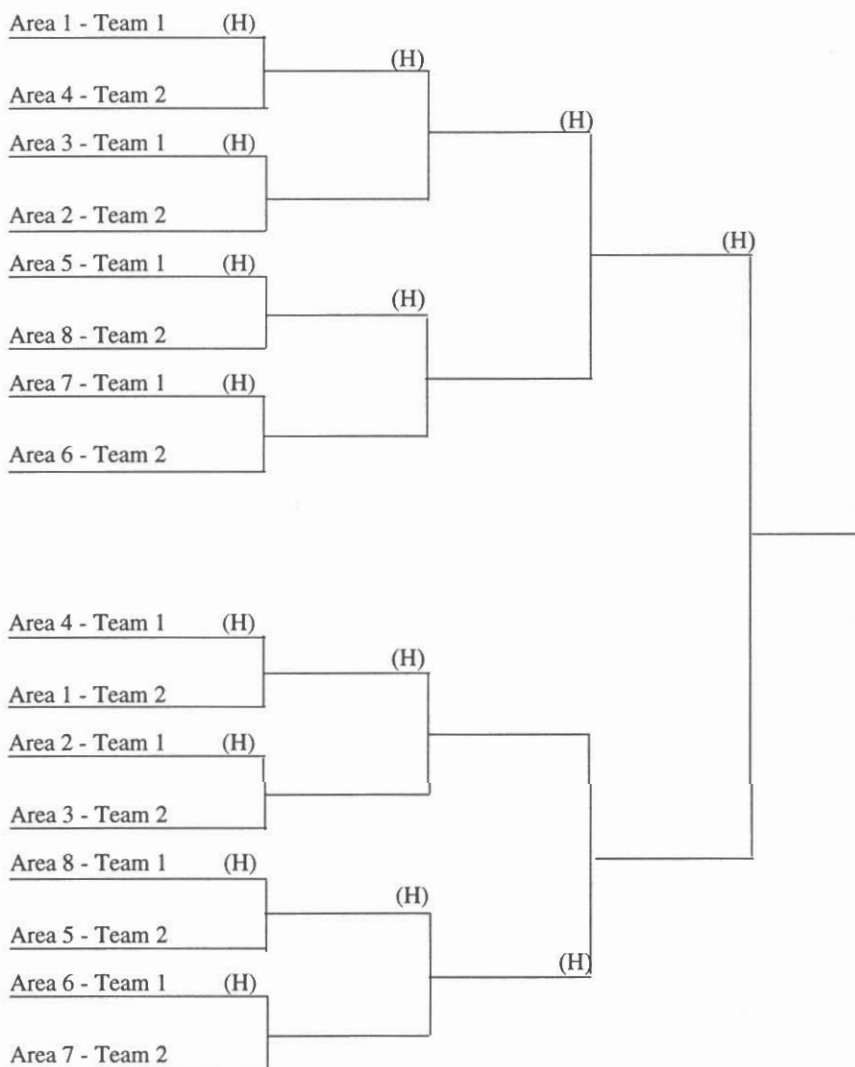 Area 1 - Team 1 (H)
(H)
Area 4 - Team 2
(H)
Area 3 - Team 1 (H)
Area 2 - Team 2
(H)
Area 5 - Team 1 (H)
(H)
Area 8 - Team 2
Area 7 - Team 1 (H)
Area 6 - Team 2
Area 4 - Team 1 (H)
(H)
Area 1 - Team 2
Area 2 - Team 1 (H)
Area 3 - Team 2
Area 8 - Team 1 (H)
(H)
Area 5 - Team 2
(H)
Area 6 - Team 1 (H)
Area 7 - Team 2